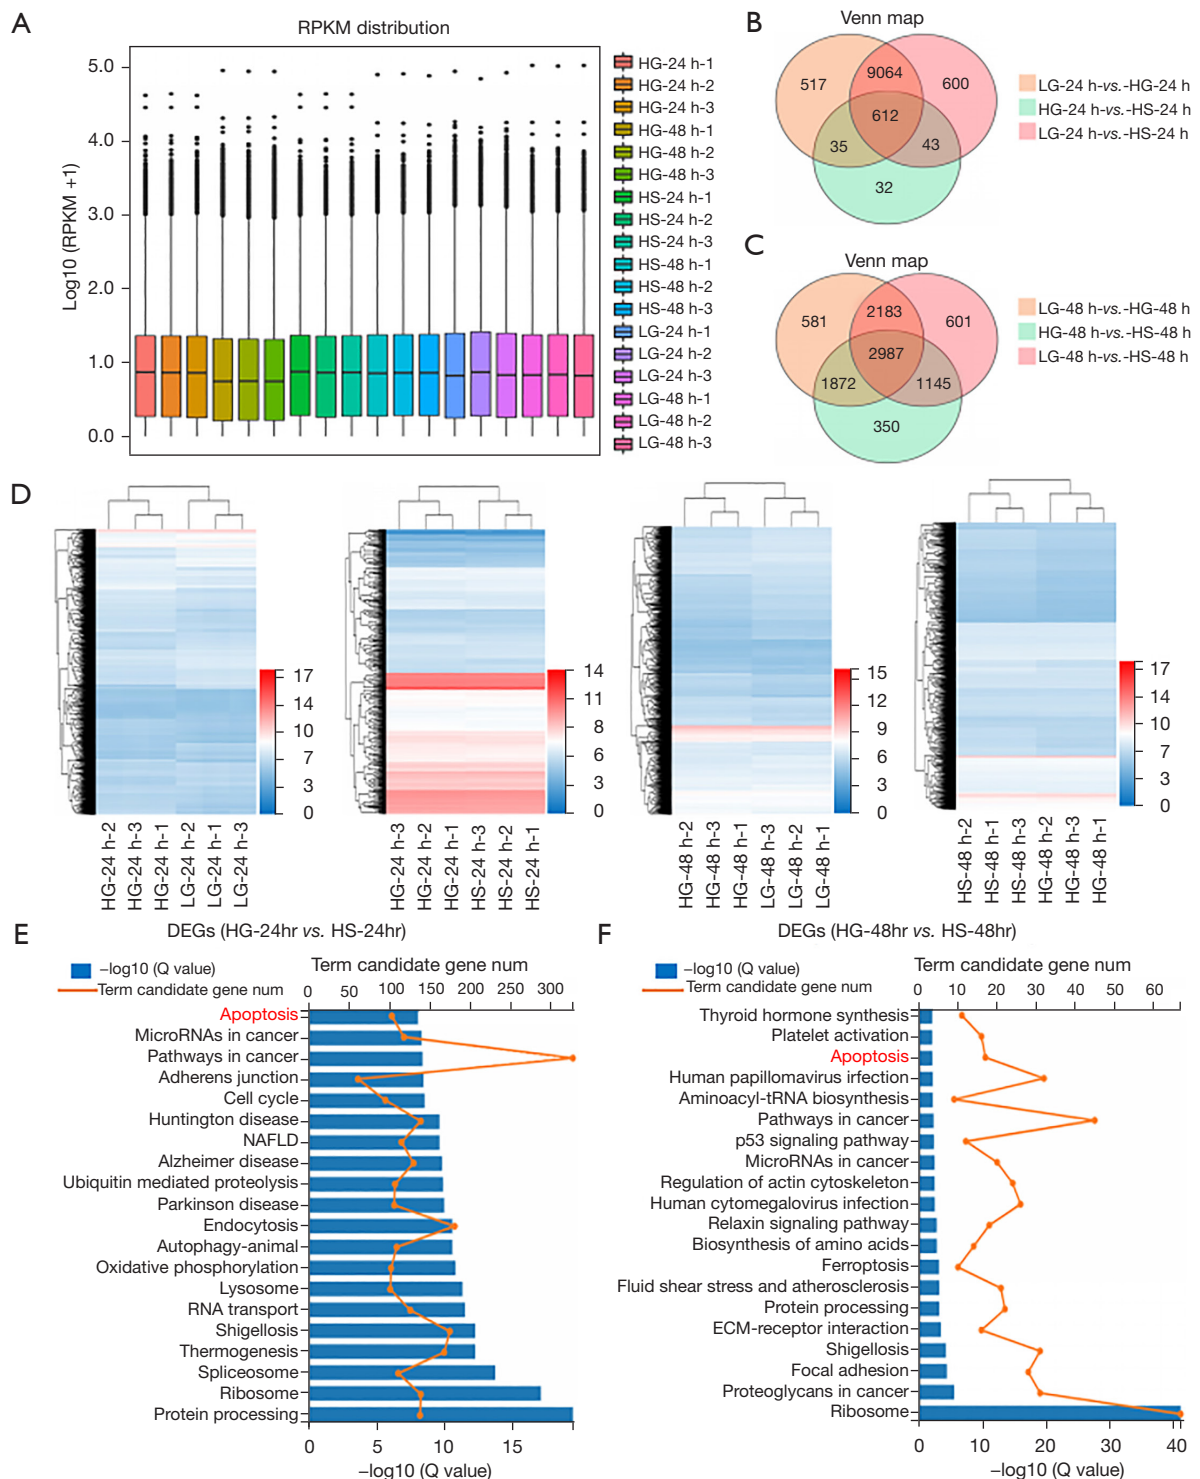 A
RPKM distribution
Log10 (RPKM +1)
5.0
4.0
3.0
2.0
1.0
0.0
HG-24 h-1
HG-24 h-2
HG-24 h-3
HG-48 h-1
HG-48 h-2
HG-48 h-3
HS-24 h-1
HS-24 h-2
HS-24 h-3
HS-48 h-1
HS-48 h-2
HS-48 h-3
LG-24 h-1
LG-24 h-2
LG-24 h-3
LG-48 h-1
LG-48 h-2
LG-48 h-3
B
Venn map
517
9064
600
612
35
43
32
LG-24 h-vs.-HG-24 h
HG-24 h-vs.-HS-24 h
LG-24 h-vs.-HS-24 h
C
Venn map
581
2183
601
2987
1872
1145
350
LG-48 h-vs.-HG-48 h
HG-48 h-vs.-HS-48 h
LG-48 h-vs.-HS-48 h
D
17
14
10
7
3
0
HG-24 h-2
HG-24 h-3
HG-24 h-1
LG-24 h-2
LG-24 h-1
LG-24 h-3
14
11
8
6
3
0
HG-24 h-3
HG-24 h-2
HG-24 h-1
HS-24 h-3
HS-24 h-2
HS-24 h-1
15
12
9
6
3
0
HG-48 h-2
HG-48 h-3
HG-48 h-1
LG-48 h-3
LG-48 h-2
LG-48 h-1
17
14
10
7
3
0
HS-48 h-2
HS-48 h-1
HS-48 h-3
HG-48 h-2
HG-48 h-3
HG-48 h-1
E
DEGs (HG-24hr vs. HS-24hr)
–log10 (Q value)
Term candidate gene num
Term candidate gene num
0 50 100 150 200 250 300
Apoptosis
MicroRNAs in cancer
Pathways in cancer
Adherens junction
Cell cycle
Huntington disease
NAFLD
Alzheimer disease
Ubiquitin mediated proteolysis
Parkinson disease
Endocytosis
Autophagy-animal
Oxidative phosphorylation
Lysosome
RNA transport
Shigellosis
Thermogenesis
Spliceosome
Ribosome
Protein processing
0 5 10 15
–log10 (Q value)
F
DEGs (HG-48hr vs. HS-48hr)
–log10 (Q value)
Term candidate gene num
Term candidate gene num
0 10 20 30 40 50 60
Thyroid hormone synthesis
Platelet activation
Apoptosis
Human papillomavirus infection
Aminoacyl-tRNA biosynthesis
Pathways in cancer
p53 signaling pathway
MicroRNAs in cancer
Regulation of actin cytoskeleton
Human cytomegalovirus infection
Relaxin signaling pathway
Biosynthesis of amino acids
Ferroptosis
Fluid shear stress and atherosclerosis
Protein processing
ECM-receptor interaction
Shigellosis
Focal adhesion
Proteoglycans in cancer
Ribosome
0 10 20 30 40
–log10 (Q value)